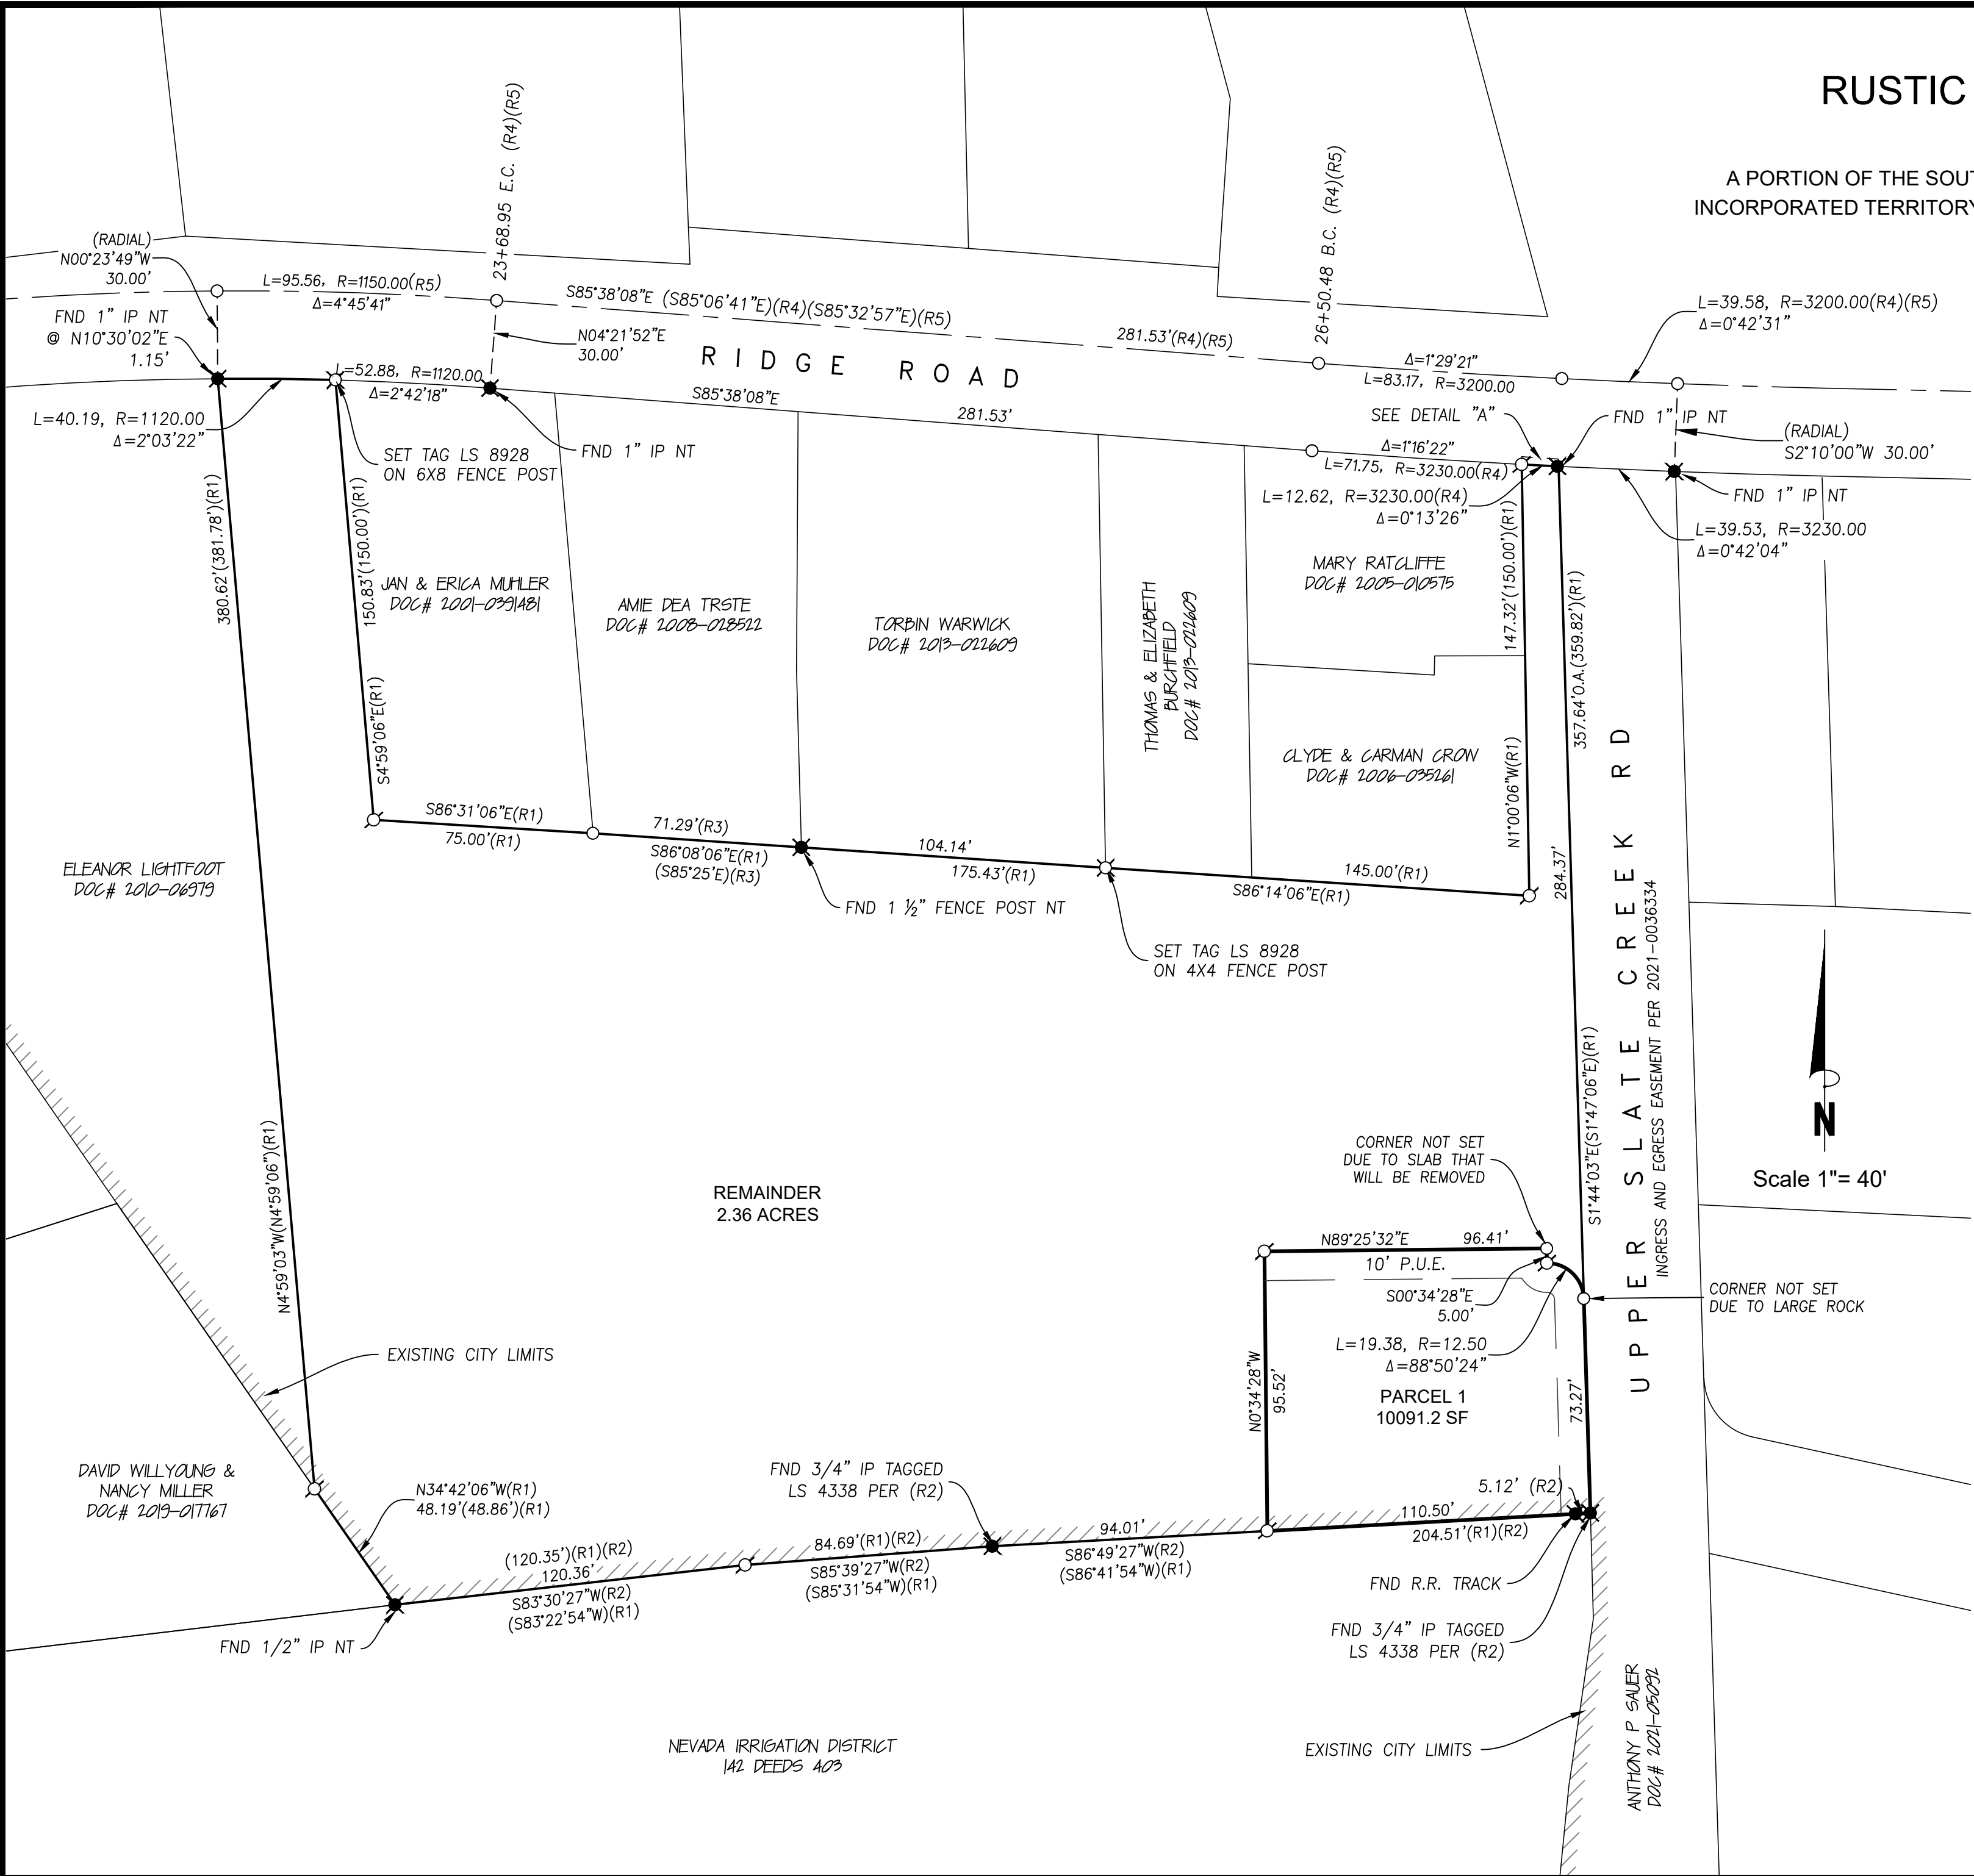 RUSTIC
A PORTION OF THE SOUT
INCORPORATED TERRITORY
23+68.95 E.C. (R4)(R5)
26+50.48 B.C. (R4)(R5)
(RADIAL)
N00°23'49"W
30.00'
L=95.56, R=1150.00(R5)
Δ=4°45'41"
FND 1" IP NT
@ N10°30'02"E
1.15'
S85°38'08"E (S85°06'41"E)(R4)(S85°32'57"E)(R5)
281.53'(R4)(R5)
N04°21'52"E
30.00'
RIDGE ROAD
L=39.58, R=3200.00(R4)(R5)
Δ=0°42'31"
Δ=1°29'21"
L=83.17, R=3200.00
L=52.88, R=1120.00
Δ=2°42'18"
L=40.19, R=1120.00
Δ=2°03'22"
S85°38'08"E
281.53'
SEE DETAIL "A"
FND 1" IP NT
(RADIAL)
S2°10'00"W 30.00'
SET TAG LS 8928
ON 6X8 FENCE POST
FND 1" IP NT
Δ=1°16'22"
L=71.75, R=3230.00(R4)
L=12.62, R=3230.00(R4)
Δ=0°13'26"
FND 1" IP NT
L=39.53, R=3230.00
Δ=0°42'04"
380.62'(381.78')(R1)
150.83'(150.00')(R1)
S4°59'06"E(R1)
JAN & ERICA MUHLER
DOC# 2001-0391481
AMIE DEA TRSTE
DOC# 2008-028522
TORBIN WARWICK
DOC# 2013-022609
THOMAS & ELIZABETH
BURCHFIELD
DOC# 2013-022609
MARY RATCLIFFE
DOC# 2005-010575
CLYDE & CARMAN CROW
DOC# 2006-035261
147.32'(150.00')(R1)
N1°00'06"W(R1)
357.64'O.A.(359.82')(R1)
284.37'
S1°44'03"E(S1°47'06"E)(R1)
UPPER SLATE CREEK RD
INGRESS AND EGRESS EASEMENT PER 2021-0036334
S86°31'06"E(R1)
75.00'(R1)
71.29'(R3)
S86°08'06"E(R1)
(S85°25'E)(R3)
104.14'
175.43'(R1)
145.00'(R1)
S86°14'06"E(R1)
FND 1 ½" FENCE POST NT
SET TAG LS 8928
ON 4X4 FENCE POST
ELEANOR LIGHTFOOT
DOC# 2010-06979
N4°59'03"W(N4°59'06")(R1)
REMAINDER
2.36 ACRES
CORNER NOT SET
DUE TO SLAB THAT
WILL BE REMOVED
N
Scale 1"= 40'
N89°25'32"E
96.41'
10' P.U.E.
S00°34'28"E
5.00'
L=19.38, R=12.50
Δ=88°50'24"
CORNER NOT SET
DUE TO LARGE ROCK
EXISTING CITY LIMITS
N0°34'28"W
95.52'
PARCEL 1
10091.2 SF
73.27'
DAVID WILLYOUNG &
NANCY MILLER
DOC# 2019-017767
N34°42'06"W(R1)
48.19'(48.86')(R1)
FND 3/4" IP TAGGED
LS 4338 PER (R2)
5.12' (R2)
(120.35')(R1)(R2)
120.36'
S83°30'27"W(R2)
(S83°22'54"W)(R1)
84.69'(R1)(R2)
S85°39'27"W(R2)
(S85°31'54"W)(R1)
94.01'
S86°49'27"W(R2)
(S86°41'54"W)(R1)
110.50'
204.51'(R1)(R2)
FND R.R. TRACK
FND 3/4" IP TAGGED
LS 4338 PER (R2)
FND 1/2" IP NT
NEVADA IRRIGATION DISTRICT
142 DEEDS 403
EXISTING CITY LIMITS
ANTHONY P SAUER
DOC# 2021-05092